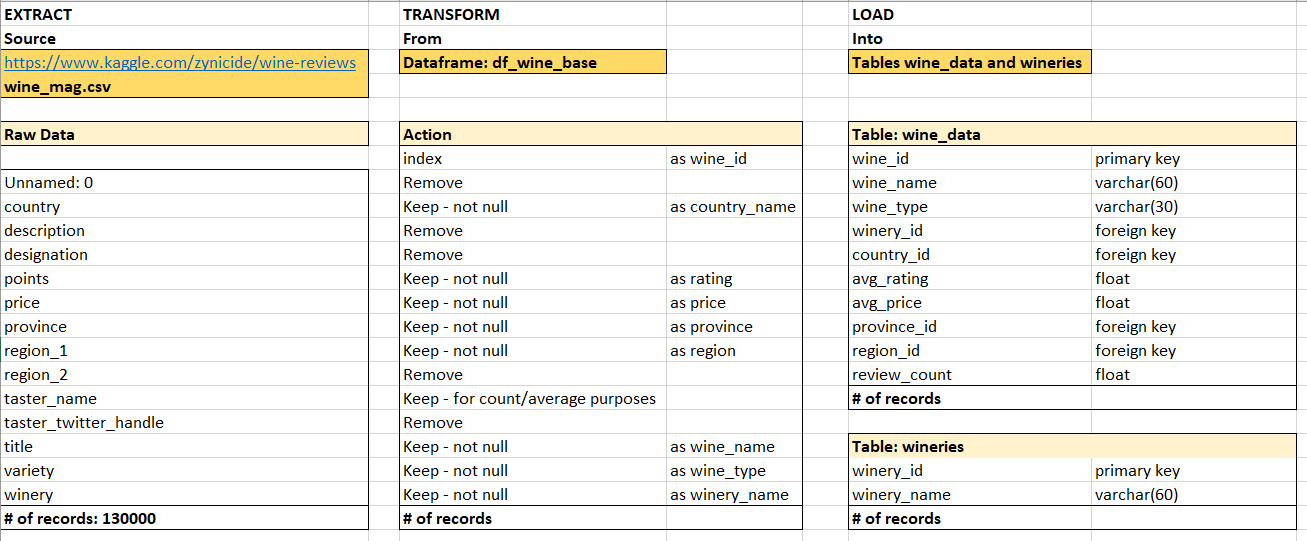 EXTRACT TRANSFORM LOAD
Source From Into
https://www.kaggle.com/zynicide/wine-reviews Dataframe: df_wine_base Tables wine_data and wineries
wine_mag.csv
Raw Data Action Table: wine_data
index as wine_id wine_id primary key
Unnamed: 0 Remove wine_name varchar(60)
country Keep - not null as country_name wine_type varchar(30)
description Remove winery_id foreign key
designation Remove country_id foreign key
points Keep - not null as rating avg_rating float
price Keep - not null as price avg_price float
province Keep - not null as province province_id foreign key
region_1 Keep - not null as region region_id foreign key
region_2 Remove review_count float
taster_name Keep - for count/average purposes # of records
taster_twitter_handle Remove
title Keep - not null as wine_name Table: wineries
variety Keep - not null as wine_type winery_id primary key
winery Keep - not null as winery_name winery_name varchar(60)
# of records: 130000 # of records # of records